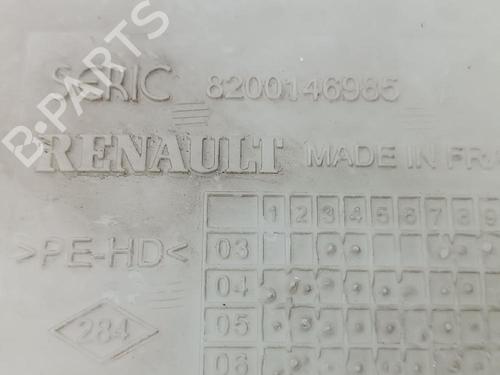 SERIC 8200146985
RENAULT MADE IN FRA
1 2 3 4 5 6 7 8 9
03
>PE-HD<
04
284
05
06
B-PARTS